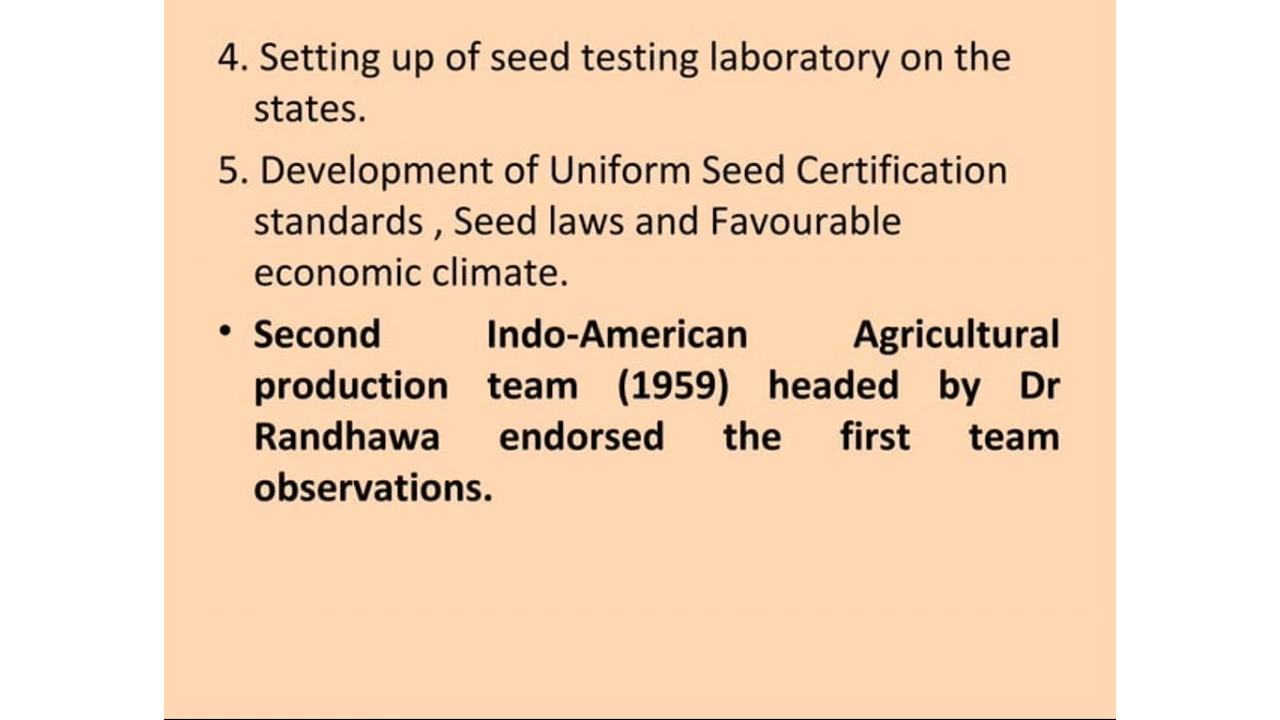 4. Setting up of seed testing laboratory on the
states.
5. Development of Uniform Seed Certification
standards , Seed laws and Favourable
economic climate.
• Second Indo-American Agricultural
production team (1959) headed by Dr
Randhawa endorsed the first team
observations.